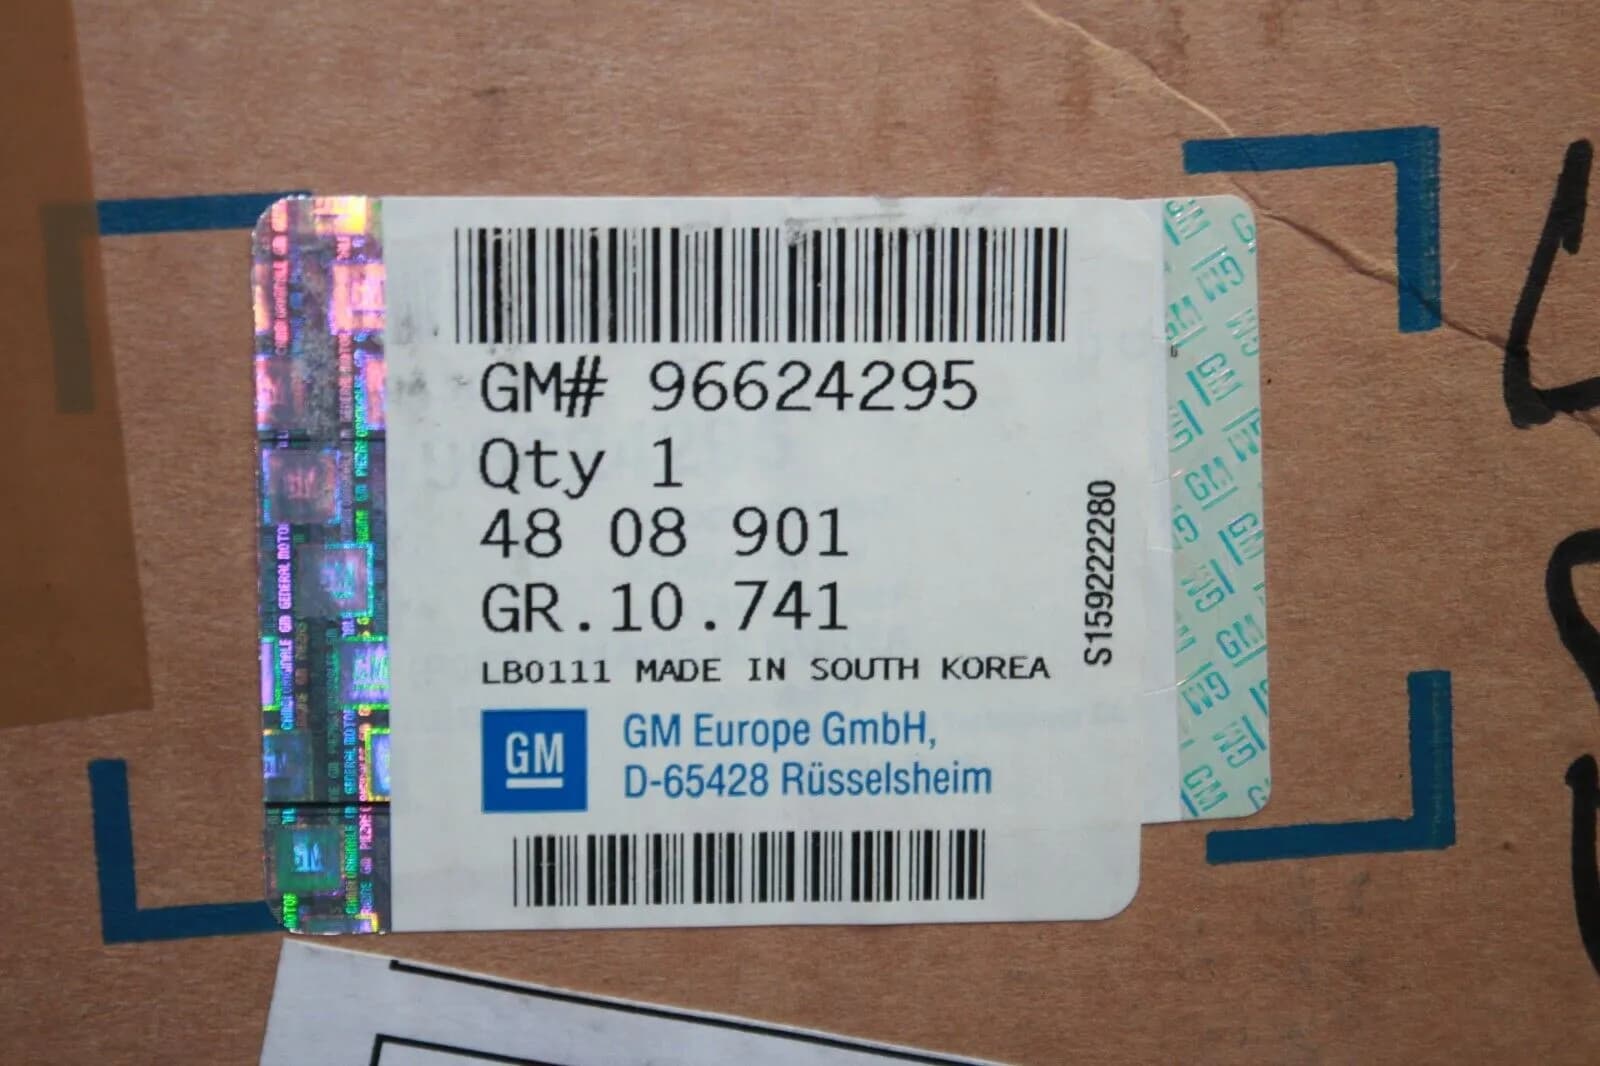 GM# 96624295
Qty 1
48 08 901
GR.10.741
LB0111 MADE IN SOUTH KOREA
S159222280
GM
GM Europe GmbH,
D-65428 Rüsselsheim